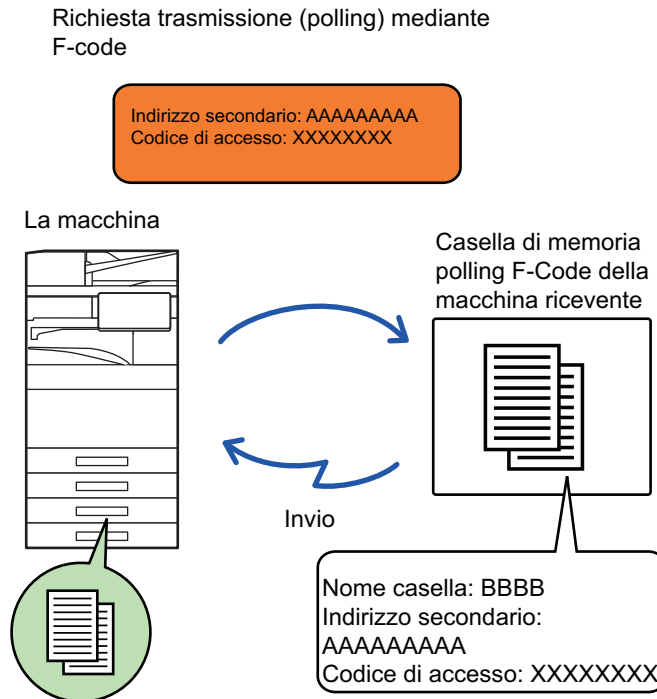 Richiesta trasmissione (polling) mediante
F-code
Indirizzo secondario: AAAAAAAAA
Codice di accesso: XXXXXXXX
La macchina
Casella di memoria
polling F-Code della
macchina ricevente
Invio
Nome casella: BBBB
Indirizzo secondario:
AAAAAAAAA
Codice di accesso: XXXXXXXX